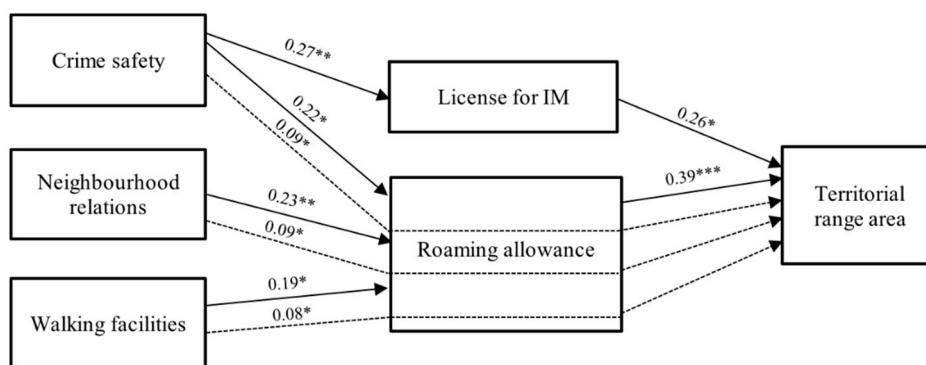 Crime safety
0.27**
License for IM
0.22*
0.09*
0.26*
Neighbourhood
relations
0.23**
0.09*
Roaming allowance
0.39***
Territorial
range area
Walking facilities
0.19*
0.08*